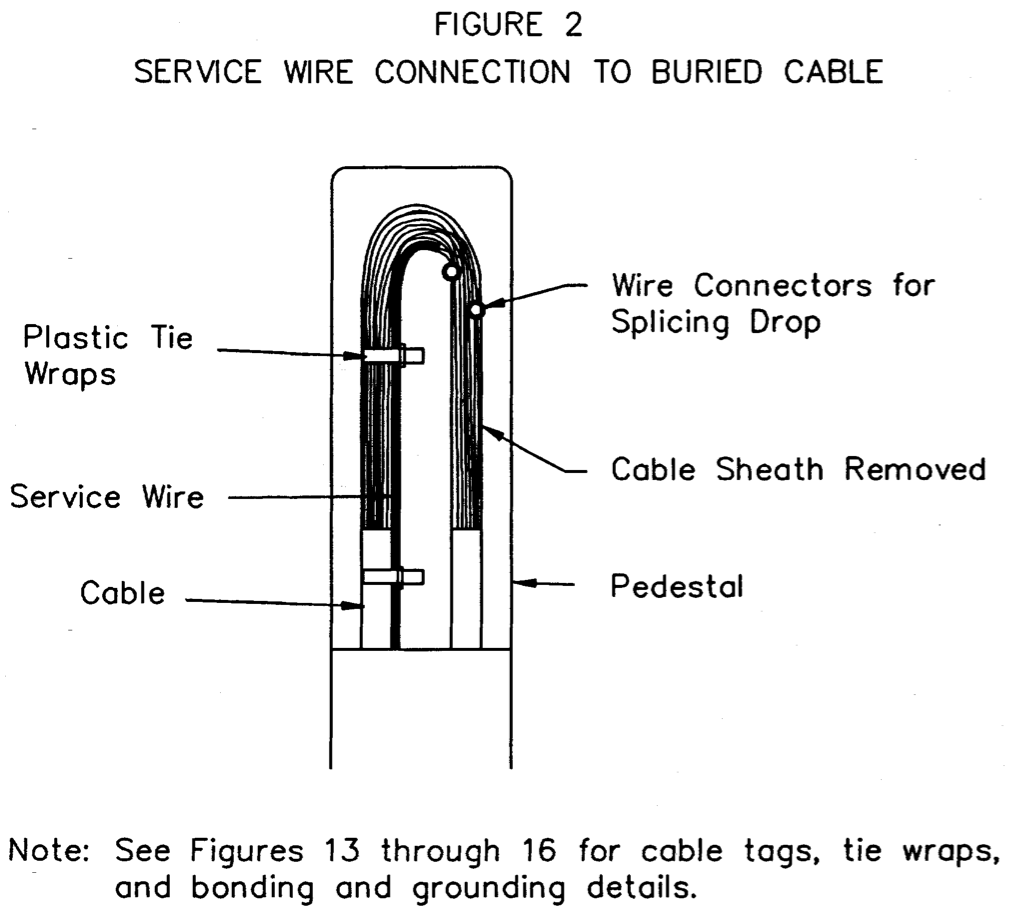 FIGURE 2
SERVICE WIRE CONNECTION TO BURIED CABLE
Wire Connectors for
Splicing Drop
Plastic Tie
Wraps
Cable Sheath Removed
Service Wire
Pedestal
Cable
Note: See Figures 13 through 16 for cable tags, tie wraps,
and bonding and grounding details.